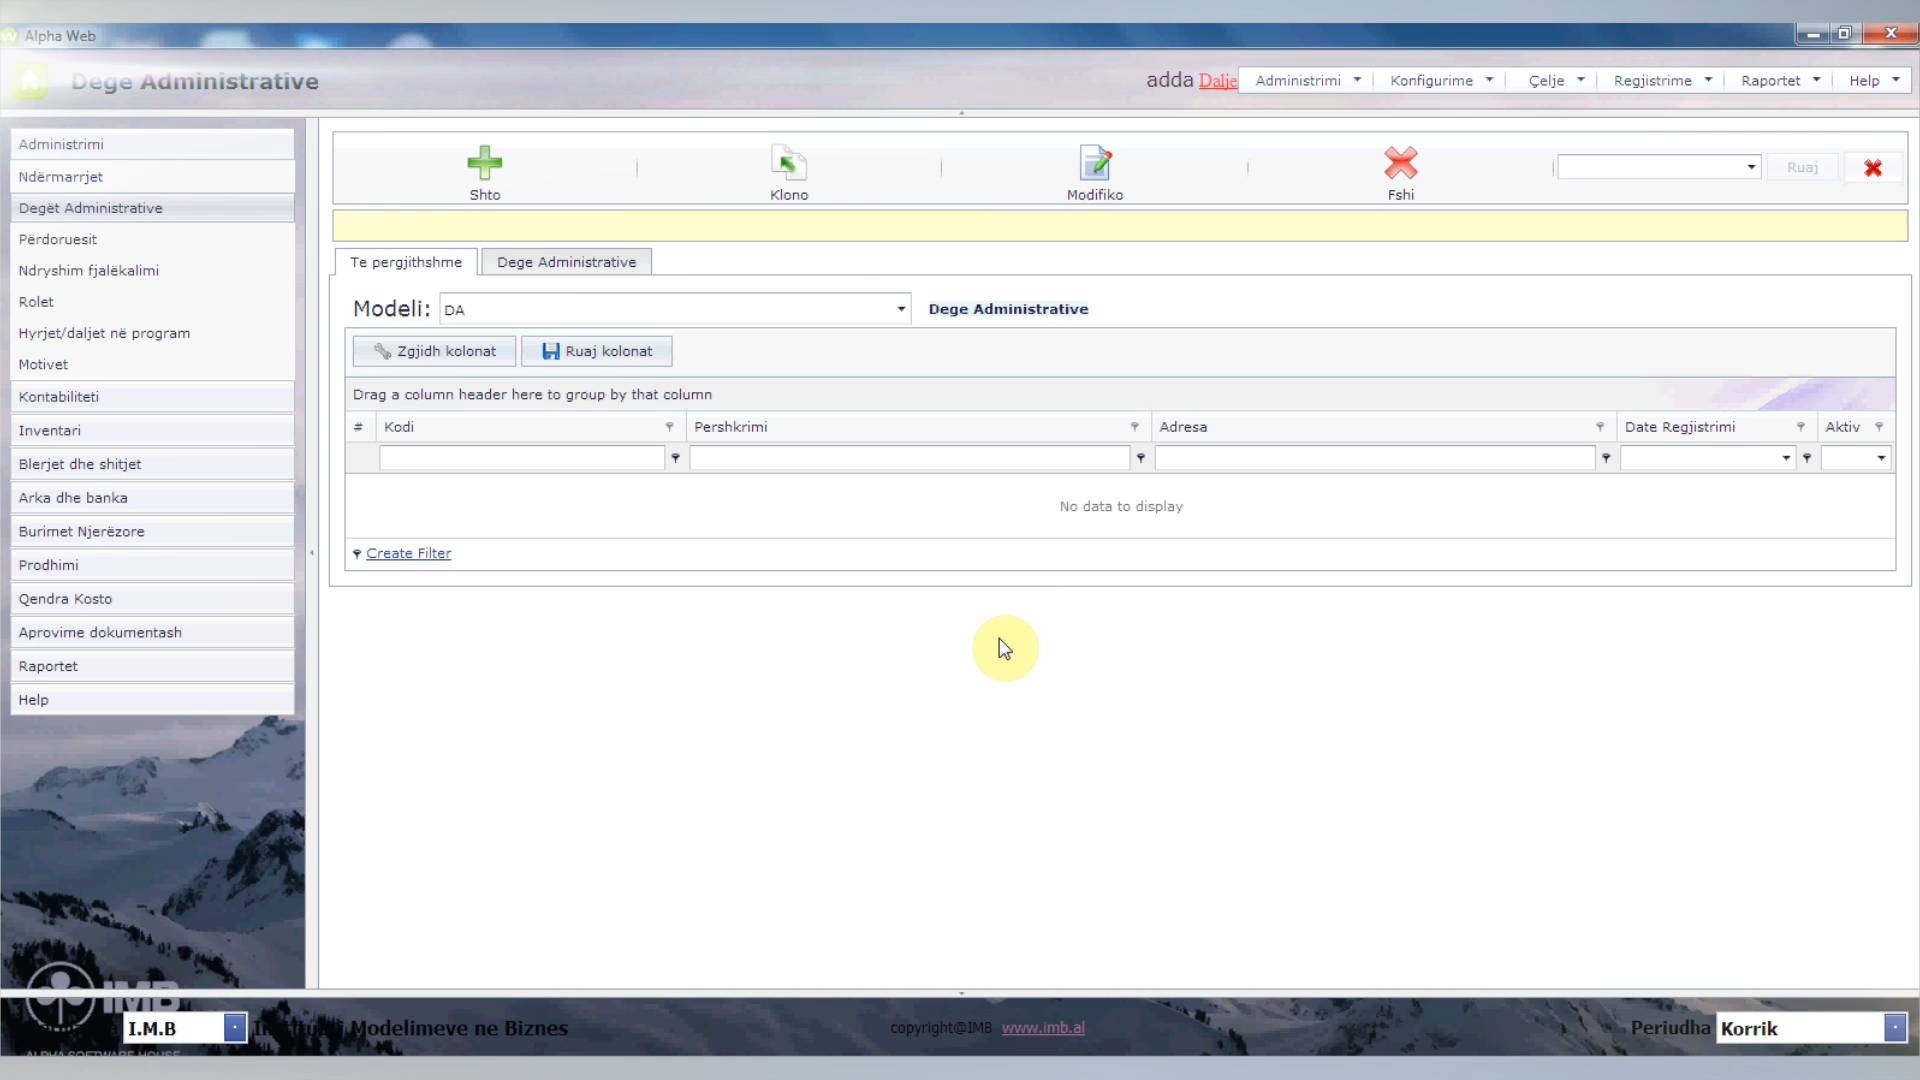 Alpha Web
Dege Administrative
adda Dalje Administrimi Konfigurime Çelje Regjistrime Raportet Help
Administrimi
Ndërmarrjet
Degët Administrative
Përdoruesit
Ndryshim fjalëkalimi
Rolet
Hyrjet/daljet në program
Motivet
Kontabiliteti
Inventari
Blerjet dhe shitjet
Arka dhe banka
Burimet Njerëzore
Prodhimi
Qendra Kosto
Aprovime dokumentash
Raportet
Help
Shto Klono Modifiko Fshi Ruaj
Te pergjithshme Dege Administrative
Modeli: DA Dege Administrative
Zgjidh kolonat Ruaj kolonat
Drag a column header here to group by that column
# Kodi Pershkrimi Adresa Date Regjistrimi Aktiv
No data to display
Create Filter
IMB
I.M.B Modelimeve ne Biznes copyright@IMB www.imb.al Periudha Korrik
ALPHA SOFTWARE HOUSE